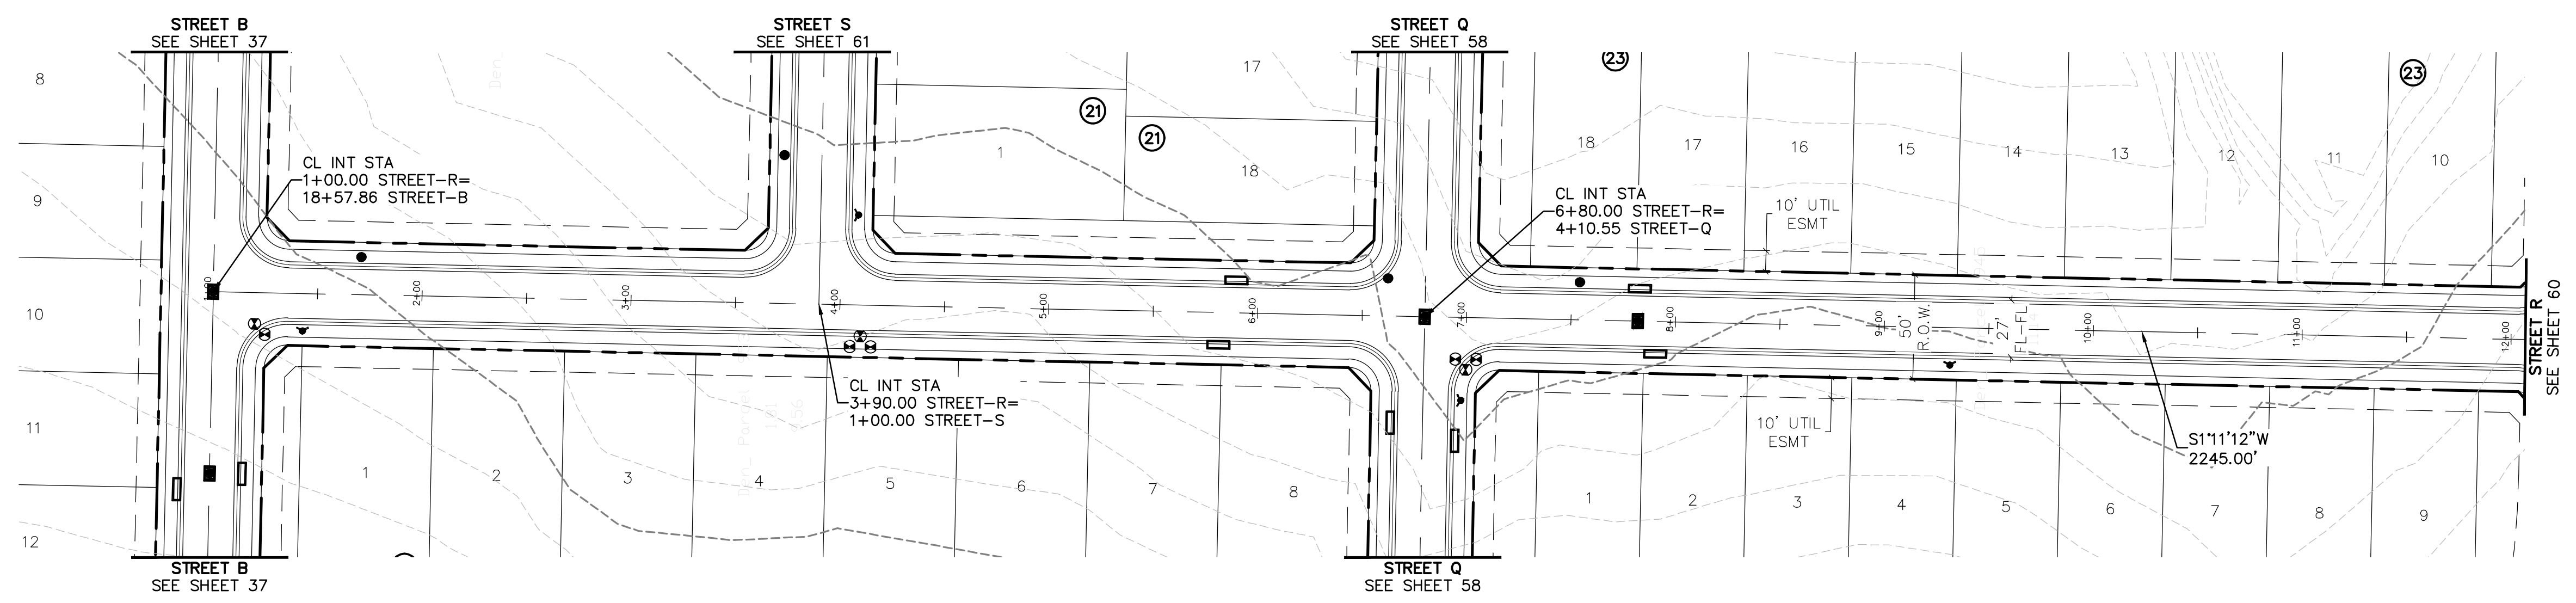 STREET B
SEE SHEET 37
STREET S
SEE SHEET 61
STREET Q
SEE SHEET 58
8
9
10
11
12
17
21
21
1
18
23
23
18
17
16
15
14
13
12
11
10
CL INT STA
1+00.00 STREET-R=
18+57.86 STREET-B
CL INT STA
6+80.00 STREET-R=
4+10.55 STREET-Q
10' UTIL
ESMT
2+00
3+00
4+00
5+00
6+00
7+00
8+00
9+00
10+00
11+00
12+00
50'
R.O.W.
27'
FL-FL
STREET R
SEE SHEET 60
CL INT STA
3+90.00 STREET-R=
1+00.00 STREET-S
10' UTIL
ESMT
S1°11'12"W
2245.00'
1
2
3
4
5
6
7
8
1
2
3
4
5
6
7
8
9
STREET B
SEE SHEET 37
STREET Q
SEE SHEET 58